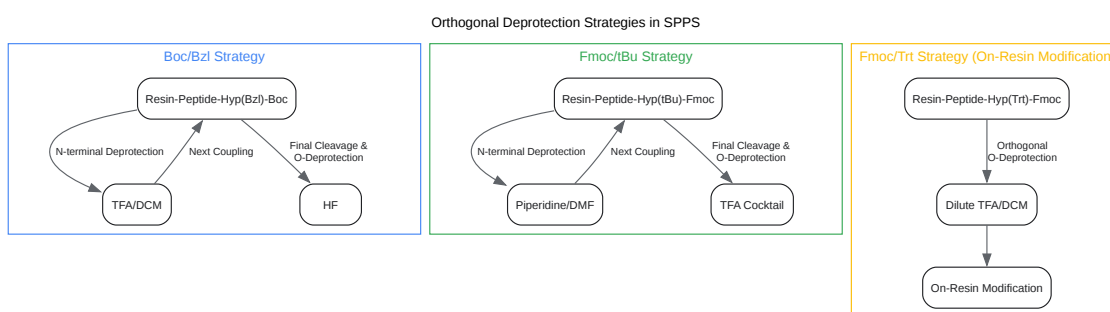 Orthogonal Deprotection Strategies in SPPS
Boc/Bzl Strategy
Resin-Peptide-Hyp(Bzl)-Boc
N-terminal Deprotection
Next Coupling
Final Cleavage &
O-Deprotection
TFA/DCM
HF
Fmoc/tBu Strategy
Resin-Peptide-Hyp(tBu)-Fmoc
N-terminal Deprotection
Next Coupling
Final Cleavage &
O-Deprotection
Piperidine/DMF
TFA Cocktail
Fmoc/Trt Strategy (On-Resin Modification
Resin-Peptide-Hyp(Trt)-Fmoc
Orthogonal
O-Deprotection
Dilute TFA/DCM
On-Resin Modification